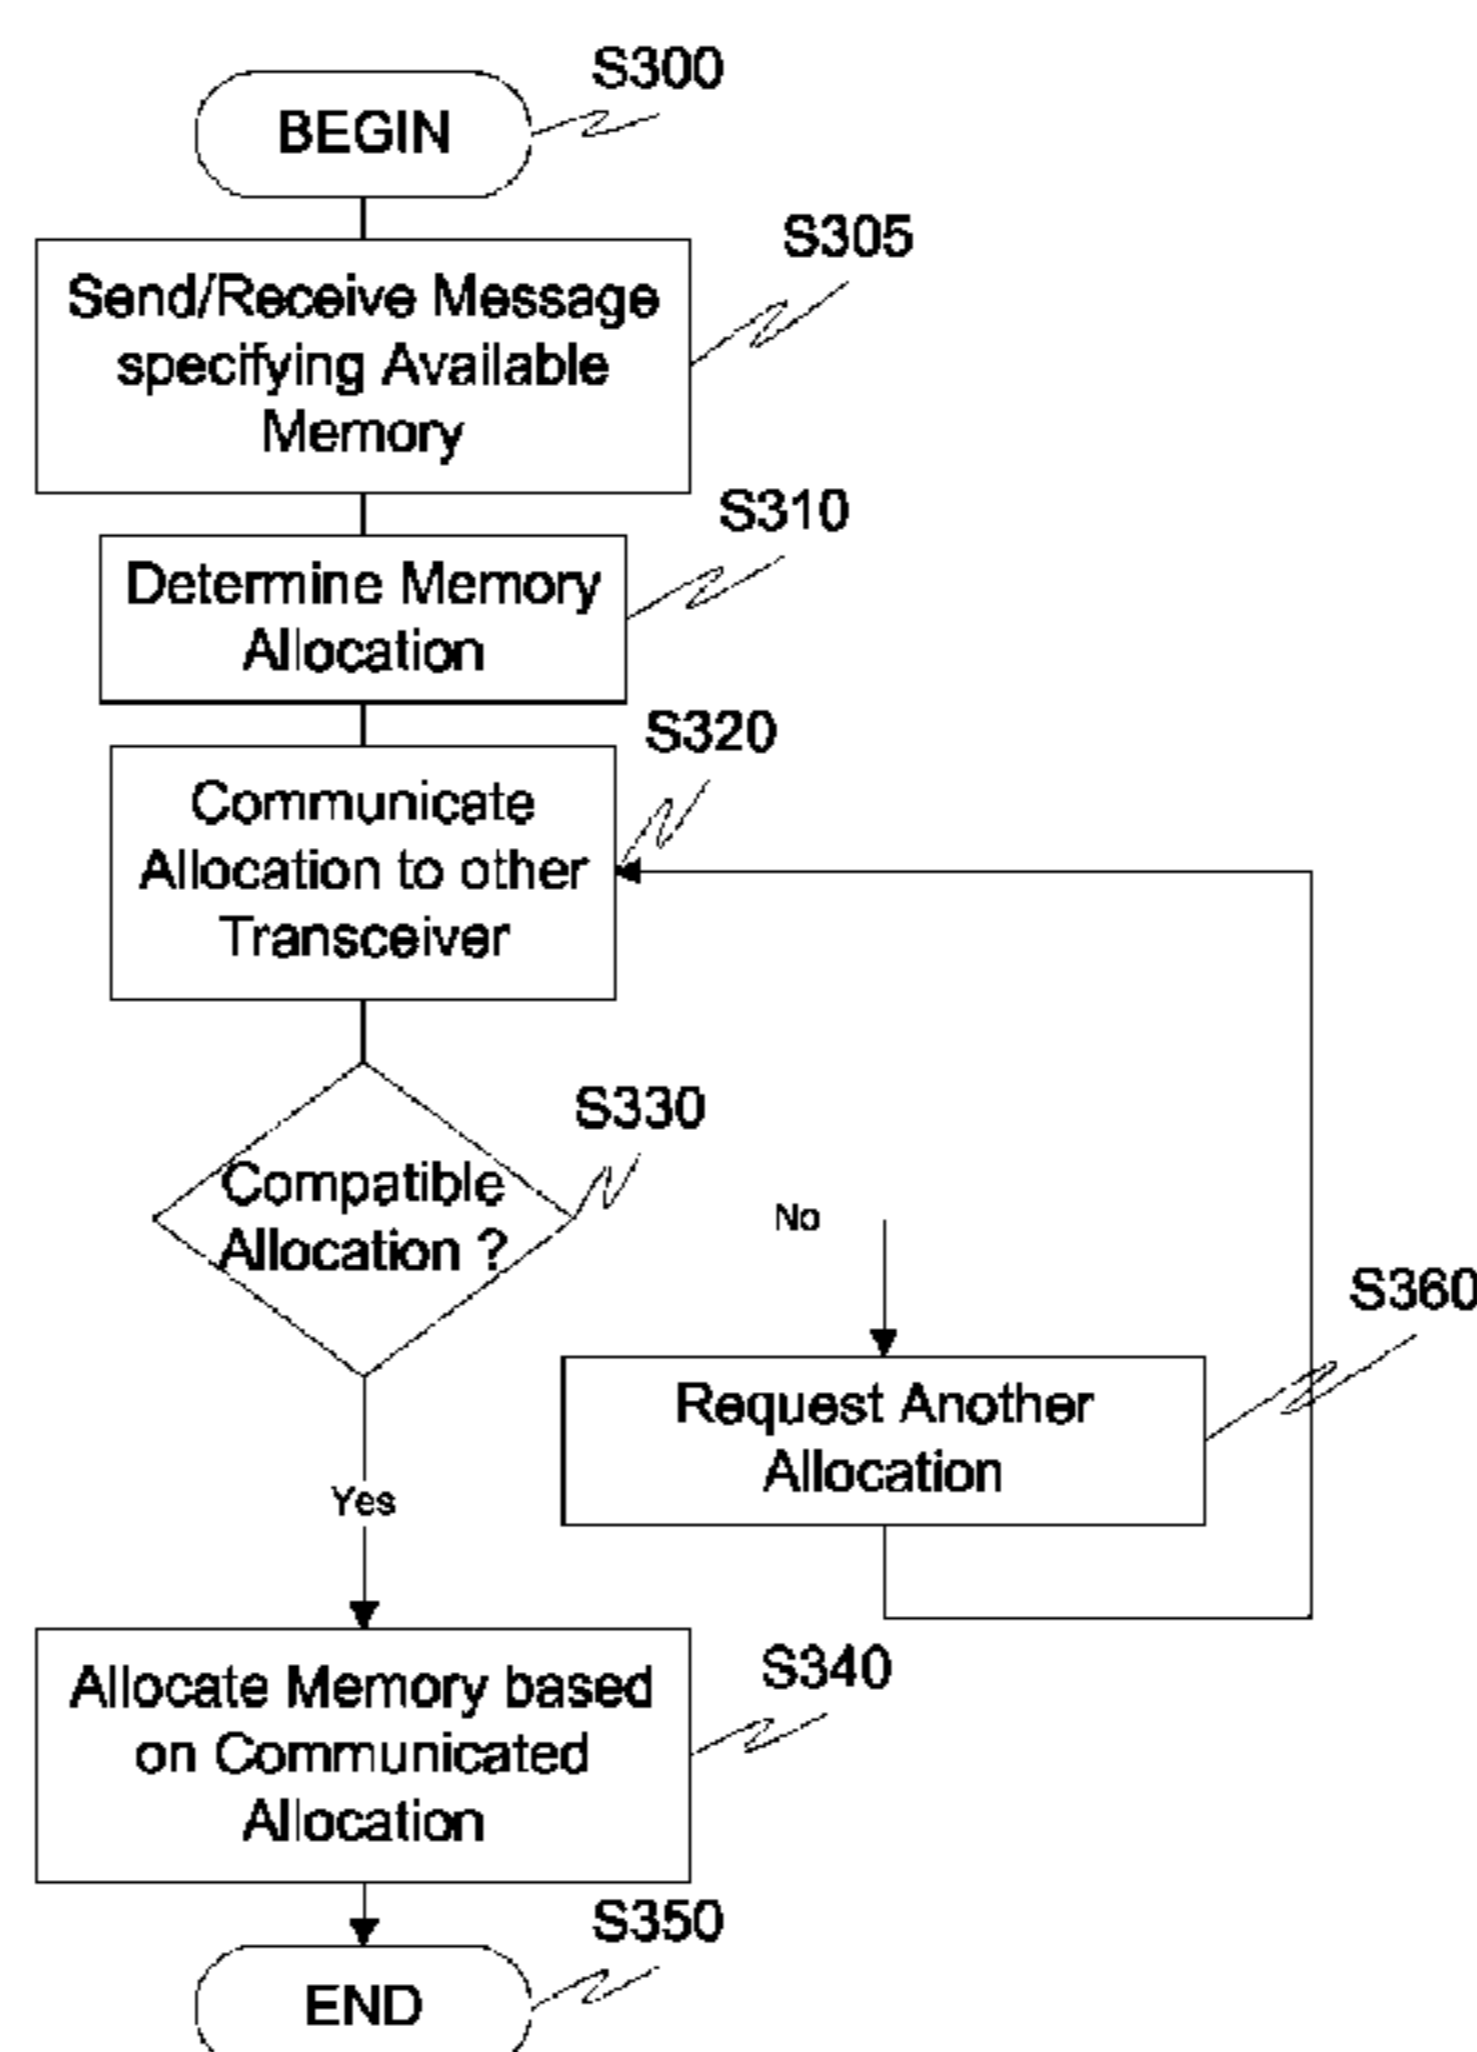 S300
BEGIN
S305
Send/Receive Message
specifying Available
Memory
S310
Determine Memory
Allocation
S320
Communicate
Allocation to other
Transceiver
S330
Compatible
Allocation ?
No
S360
Request Another
Allocation
Yes
S340
Allocate Memory based
on Communicated
Allocation
S350
END